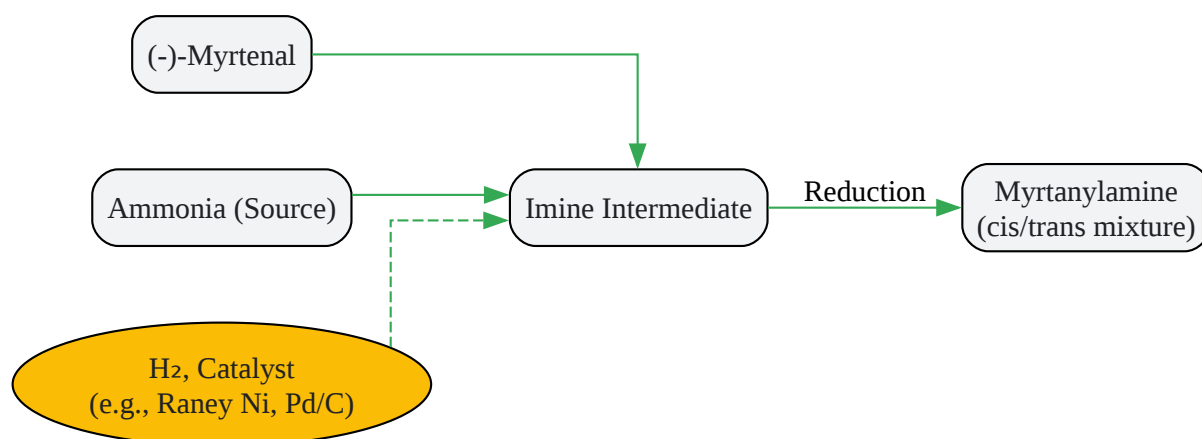 (-)-Myrtenal
Ammonia (Source)
Imine Intermediate
Reduction
Myrtanylamine
(cis/trans mixture)
H₂, Catalyst
(e.g., Raney Ni, Pd/C)